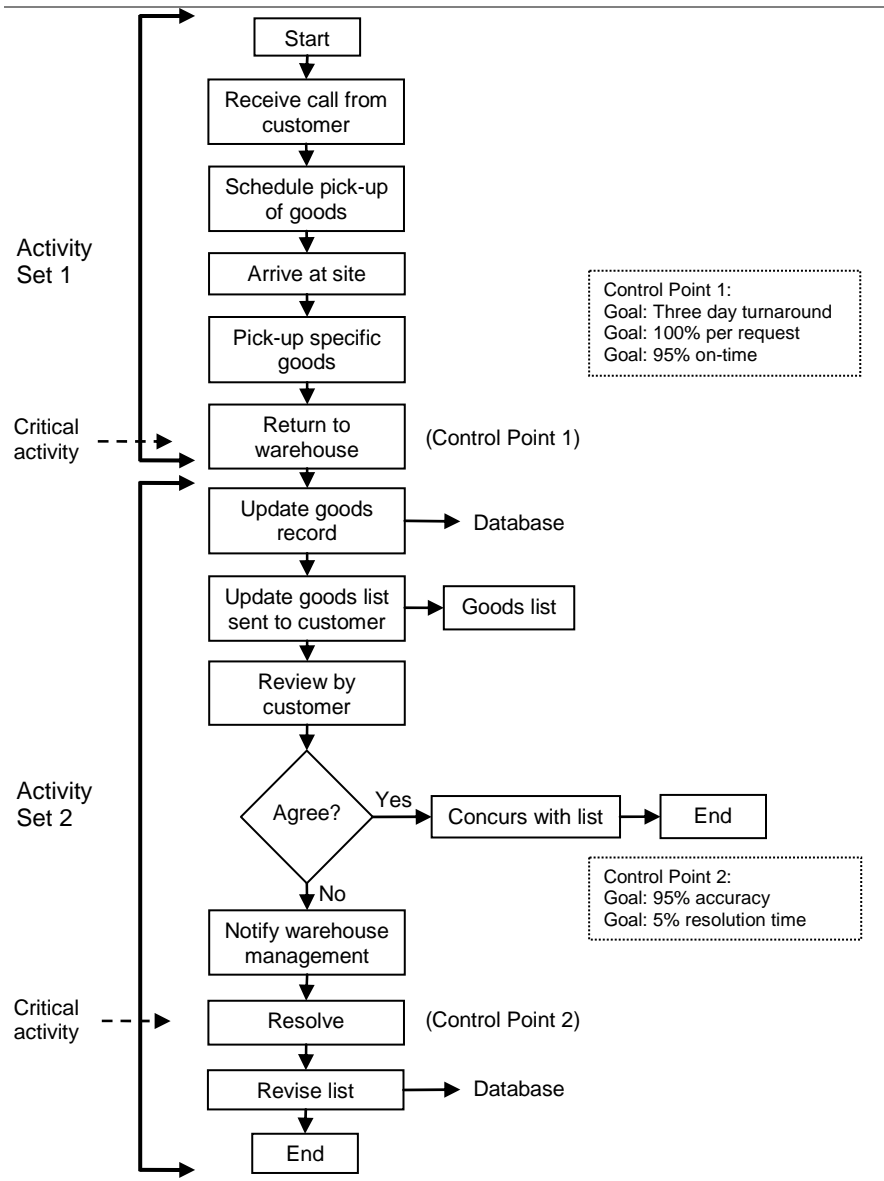 Start
Receive call from
customer
Schedule pick-up
of goods
Activity
Set 1
Arrive at site
Control Point 1:
Goal: Three day turnaround
Goal: 100% per request
Goal: 95% on-time
Pick-up specific
goods
Critical
activity
Return to
warehouse
(Control Point 1)
Update goods
record
Database
Update goods list
sent to customer
Goods list
Review by
customer
Activity
Set 2
Agree?
Yes
Concurs with list
End
Control Point 2:
Goal: 95% accuracy
Goal: 5% resolution time
No
Notify warehouse
management
Critical
activity
Resolve
(Control Point 2)
Revise list
Database
End